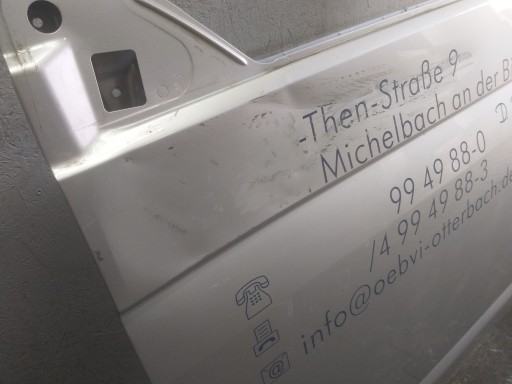 -Then-Straße 9
Michelbach an der Bi
99 49 88-0
/4 99 49 88-3
info@oebvi-otterbach.de